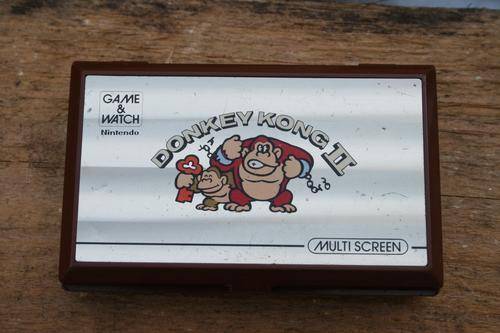 GAME
&
WATCH
Nintendo
DONKEY KONG II
MULTI SCREEN